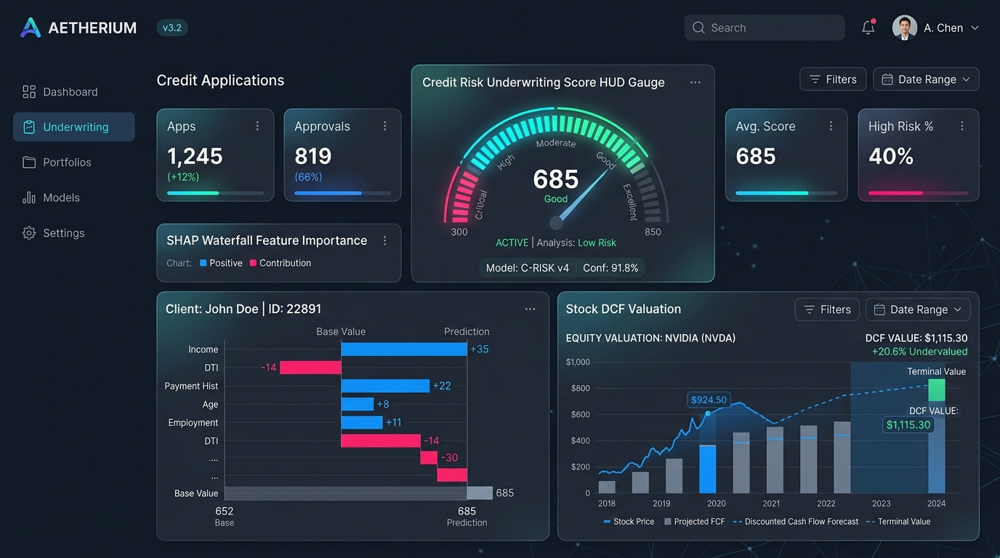 AETHERIUM
v3.2
Search
A. Chen
Dashboard
Underwriting
Portfolios
Models
Settings
Credit Applications
Filters
Date Range
Apps
1,245
(+12%)
Approvals
819
(66%)
Credit Risk Underwriting Score HUD Gauge
Critical
High
Moderate
Good
Excellent
685
Good
300
850
ACTIVE | Analysis: Low Risk
Model: C-RISK v4 | Conf: 91.8%
Avg. Score
685
High Risk %
40%
SHAP Waterfall Feature Importance
Chart: Positive Contribution
Client: John Doe | ID: 22891
Base Value Prediction
Income +35
DTI -14
Payment Hist +22
Age +8
Employment +11
DTI -14
.... -30
...
Base Value 685
652 685
Base Prediction
Stock DCF Valuation
Filters
Date Range
EQUITY VALUATION: NVIDIA (NVDA)
DCF VALUE: $1,115.30
+20.6% Undervalued
$1,000
$800
$600
$400
$200
0
$924.50
Terminal Value
DCF VALUE:
$1,115.30
2018 2019 2020 2021 2022 2023 2024
Stock Price Projected FCF Discounted Cash Flow Forecast Terminal Value